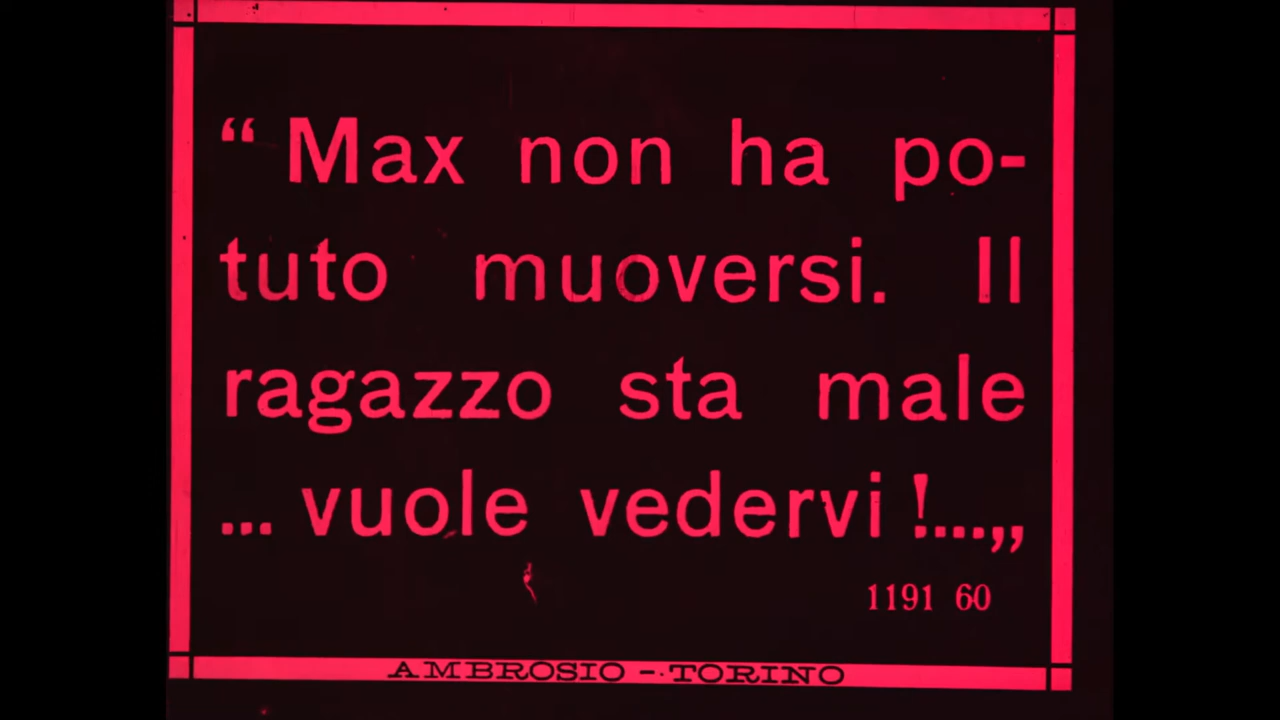 “ Max non ha po-
tuto muoversi. Il
ragazzo sta male
... vuole vedervi !....„
1191 60
AMBROSIO - TORINO